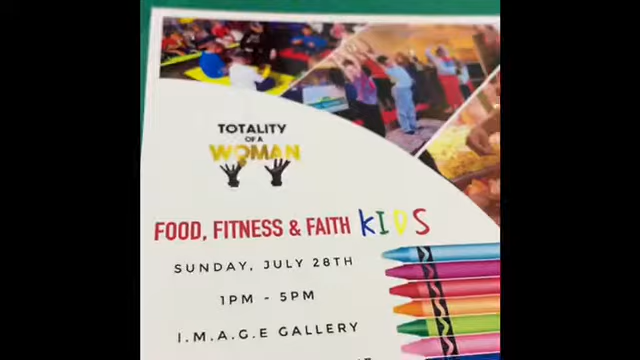 TOTALITY
OF A
WOMAN
FOOD, FITNESS & FAITH KIDS
SUNDAY, JULY 28TH
1PM - 5PM
I.M.A.G.E GALLERY